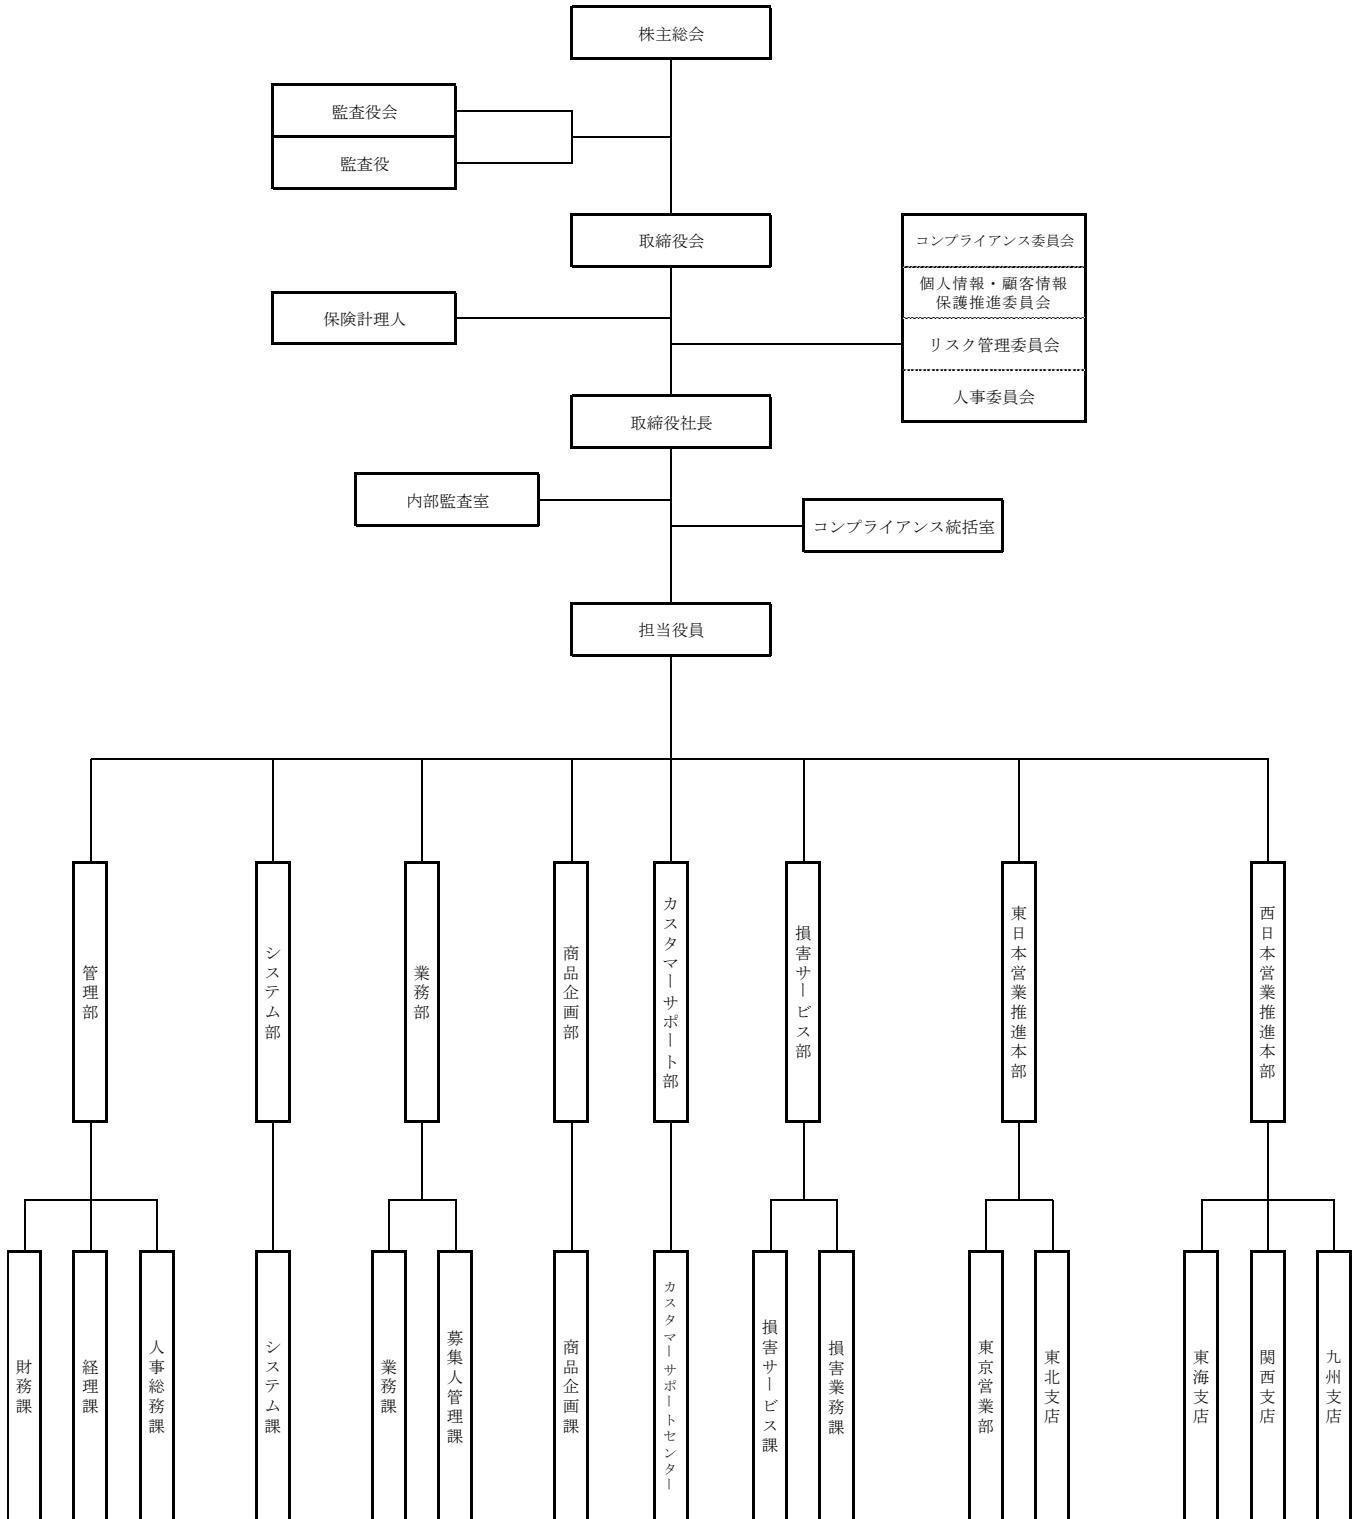 株主総会
監査役会
監査役
取締役会
コンプライアンス委員会
個人情報・顧客情報
保護推進委員会
保険計理人
リスク管理委員会
人事委員会
取締役社長
内部監査室
コンプライアンス統括室
担当役員
管理部
システム部
業務部
商品企画部
カスタマーサポート部
損害サービス部
東日本営業推進本部
西日本営業推進本部
財務課
経理課
人事総務課
システム課
業務課
募集人管理課
商品企画課
カスタマーサポートセンター
損害サービス課
損害業務課
東京営業部
東北支店
東海支店
関西支店
九州支店